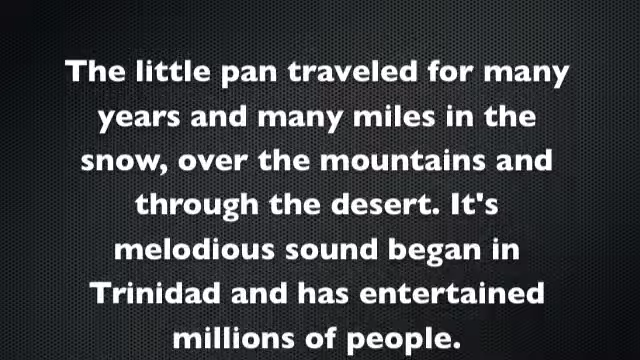 The little pan traveled for many
years and many miles in the
snow, over the mountains and
through the desert. It's
melodious sound began in
Trinidad and has entertained
millions of people.